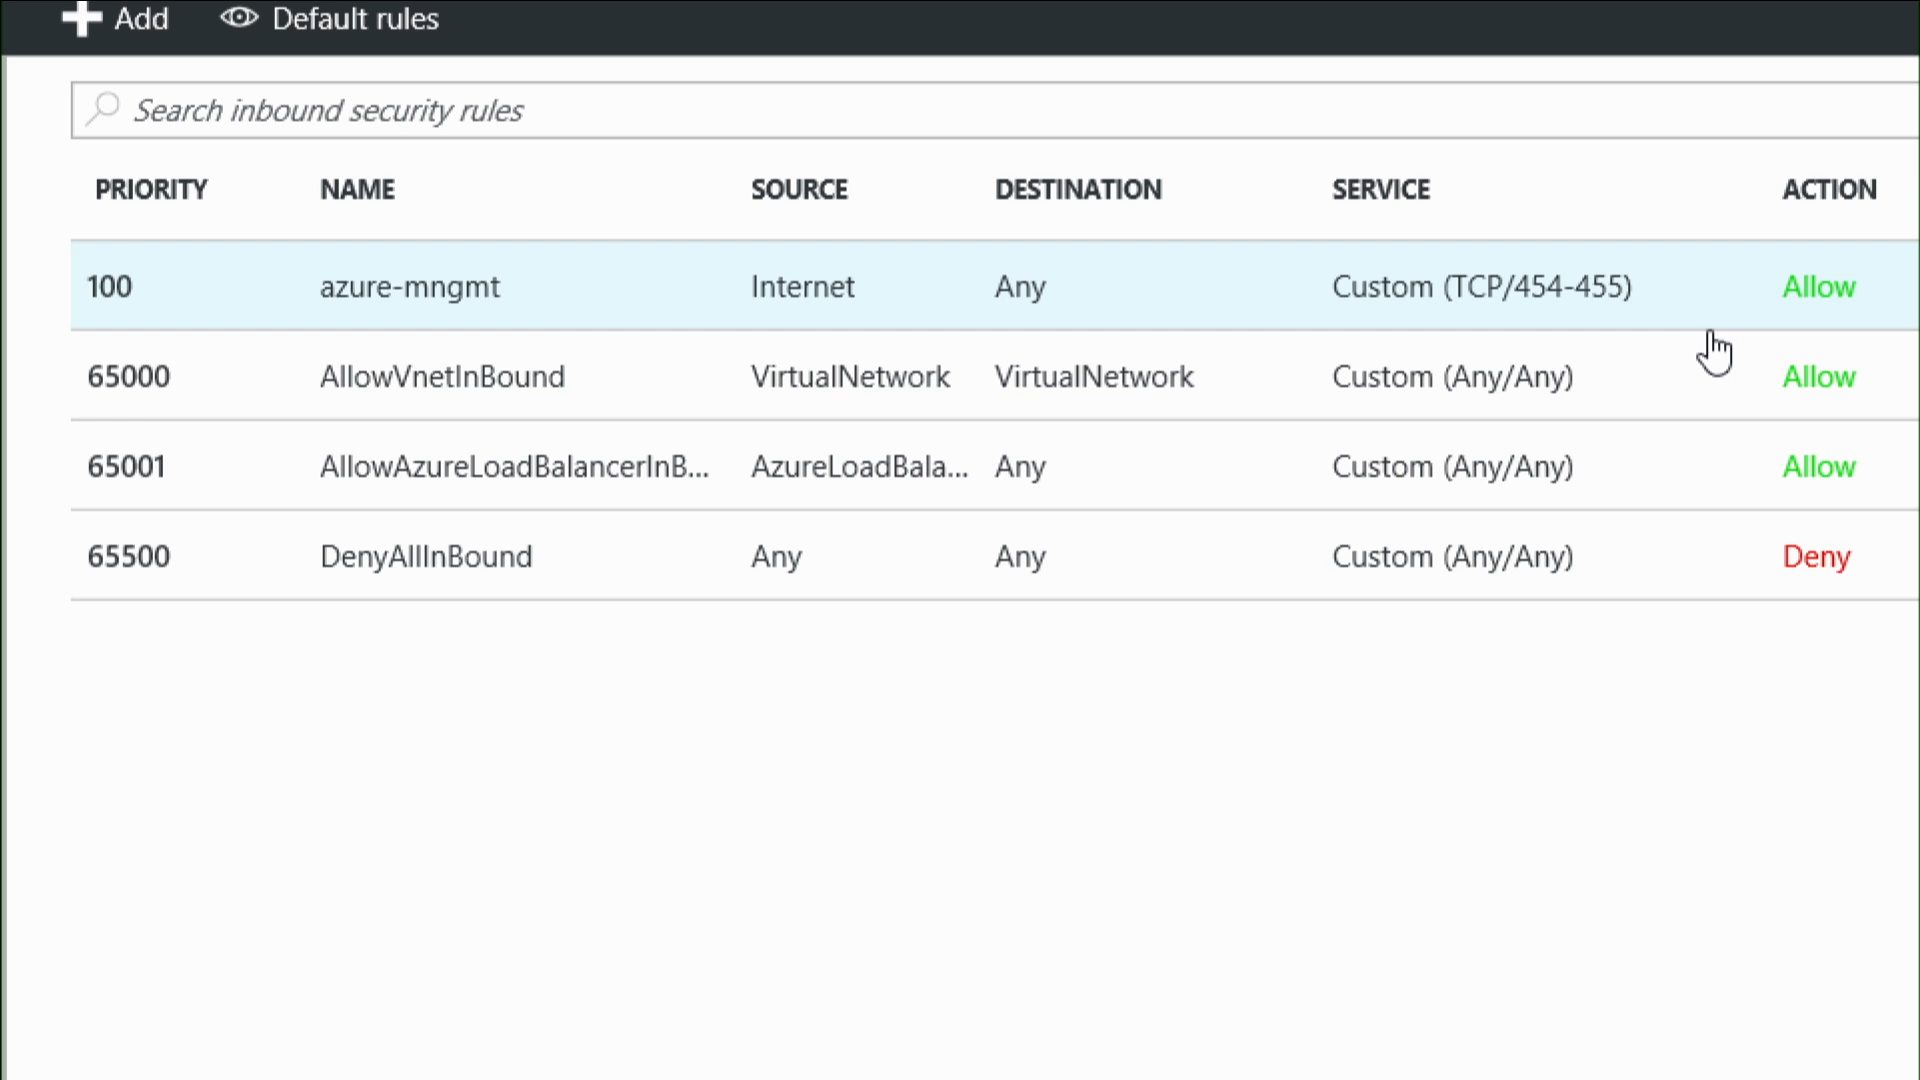 Add Default rules
Search inbound security rules
PRIORITY NAME SOURCE DESTINATION SERVICE ACTION
100 azure-mngmt Internet Any Custom (TCP/454-455) Allow
65000 AllowVnetInBound VirtualNetwork VirtualNetwork Custom (Any/Any) Allow
65001 AllowAzureLoadBalancerInB... AzureLoadBala... Any Custom (Any/Any) Allow
65500 DenyAllInBound Any Any Custom (Any/Any) Deny